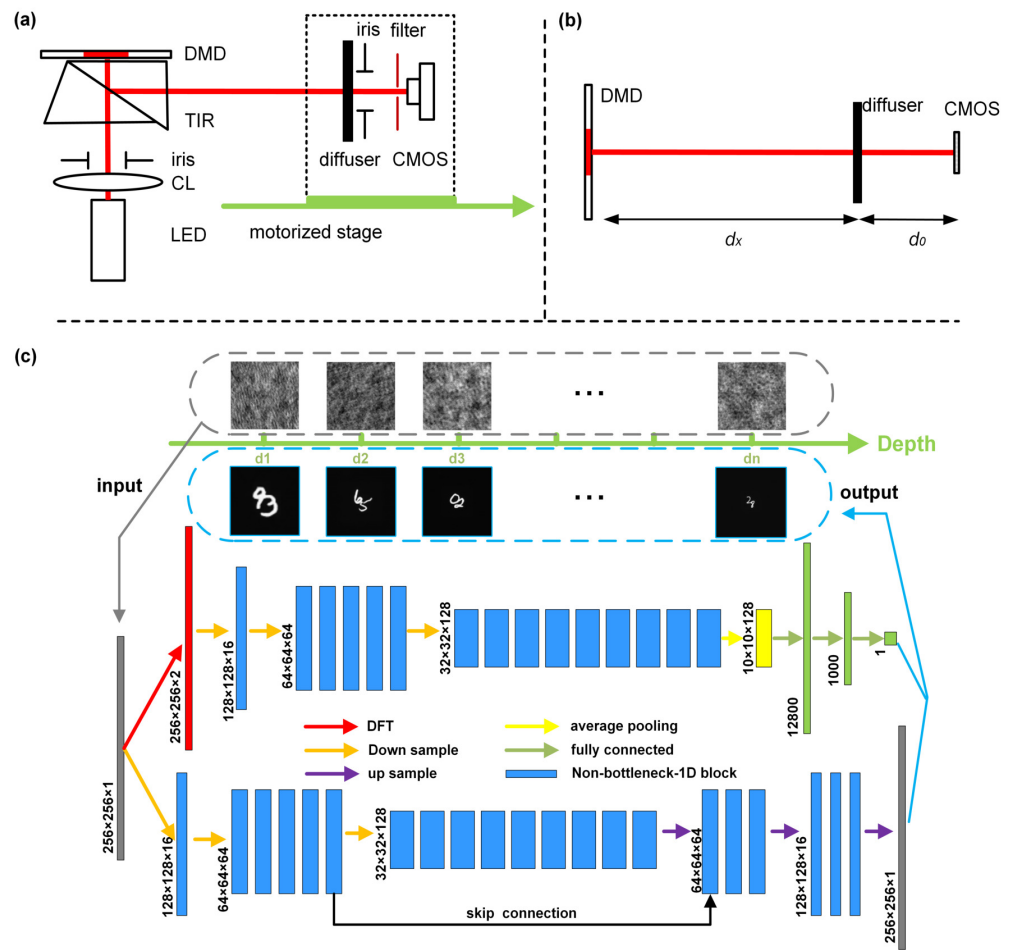 (a)
iris filter
DMD
TIR
iris
CL
LED
diffuser CMOS
motorized stage
(b)
DMD
diffuser
CMOS
dx
d0
(c)
...
Depth
d1 d2 d3 dn
input
93
65
02
...
28
output
256×256×1
256×256×2
128×128×16
64×64×64
32×32×128
10×10×128
12800
1000
1
DFT
average pooling
Down sample
fully connected
up sample
Non-bottleneck-1D block
128×128×16
64×64×64
32×32×128
64×64×64
128×128×16
256×256×1
skip connection